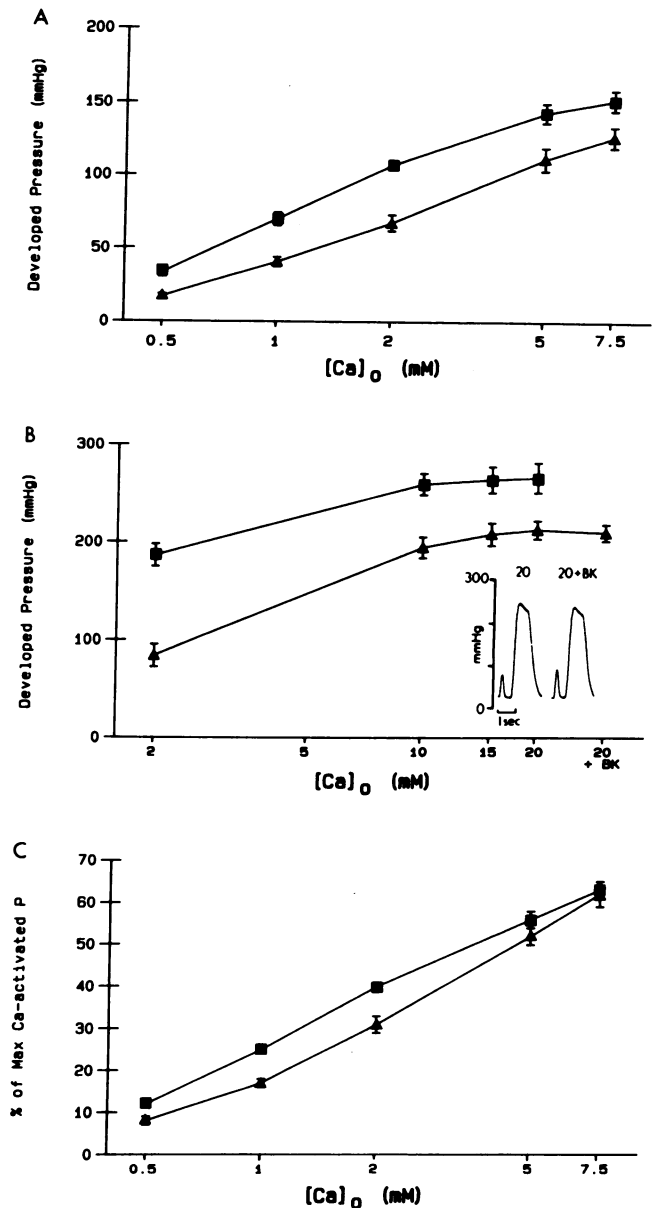 A
Developed Pressure (mmHg)
200
150
100
50
0
0.5 1 2 5 7.5
[Ca]o (mM)
B
Developed Pressure (mmHg)
300
200
100
0
300
mmHg
0
20 20+BK
1sec
2 5 10 15 20 20
+ BK
[Ca]o (mM)
C
% of Max Ca-activated P
70
60
50
40
30
20
10
0
0.5 1 2 5 7.5
[Ca]o (mM)